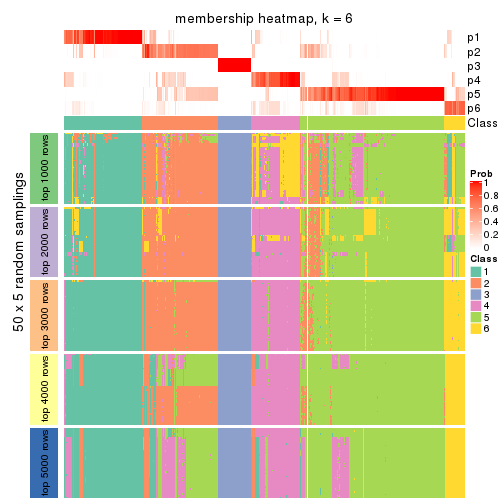 membership heatmap, k = 6
p1
p2
p3
p4
p5
p6
Class
50 x 5 random samplings
top 1000 rows
top 2000 rows
top 3000 rows
top 4000 rows
top 5000 rows
Prob
1
0.8
0.6
0.4
0.2
0
Class
1
2
3
4
5
6